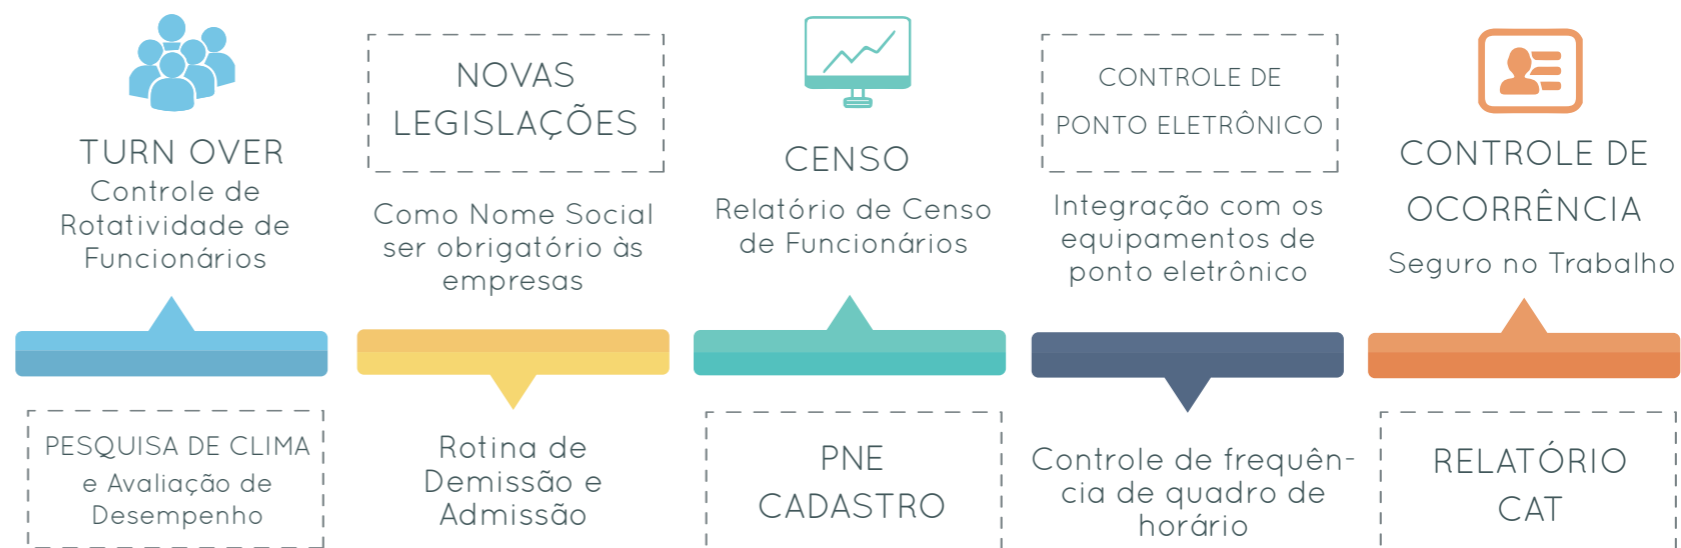 TURN OVER
Controle de
Rotatividade de
Funcionários
NOVAS
LEGISLAÇÕES
Como Nome Social
ser obrigatório às
empresas
CENSO
Relatório de Censo
de Funcionários
CONTROLE DE
PONTO ELETRÔNICO
Integração com os
equipamentos de
ponto eletrônico
CONTROLE DE
OCORRÊNCIA
Seguro no Trabalho
PESQUISA DE CLIMA
e Avaliação de
Desempenho
Rotina de
Demissão e
Admissão
PNE
CADASTRO
Controle de frequên-
cia de quadro de
horário
RELATÓRIO
CAT